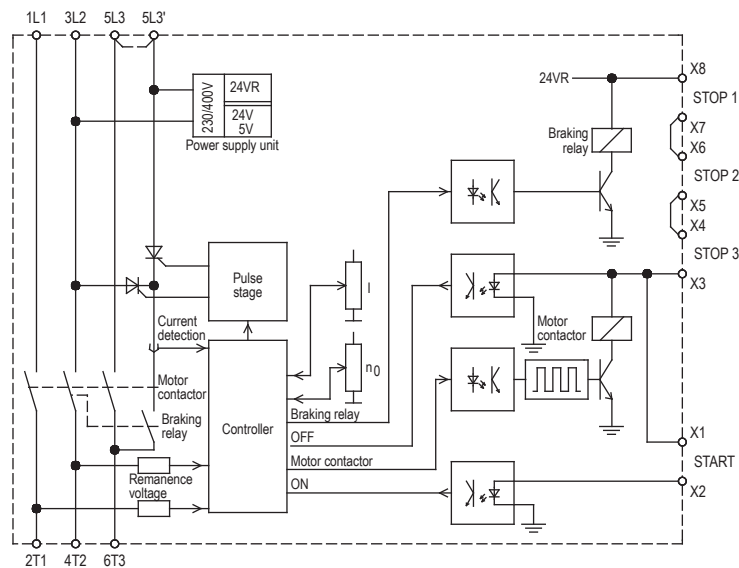 1L1 3L2 5L3 5L3'
230/400V
24VR
24V
5V
Power supply unit
24VR
X8
STOP 1
Braking
relay
X7
X6
STOP 2
X5
X4
STOP 3
X3
Pulse
stage
I
Current
detection
Motor
contactor
n0
Motor
contactor
Braking
relay
Controller
Braking relay
OFF
Motor contactor
ON
Remanence
voltage
X1
START
X2
2T1 4T2 6T3